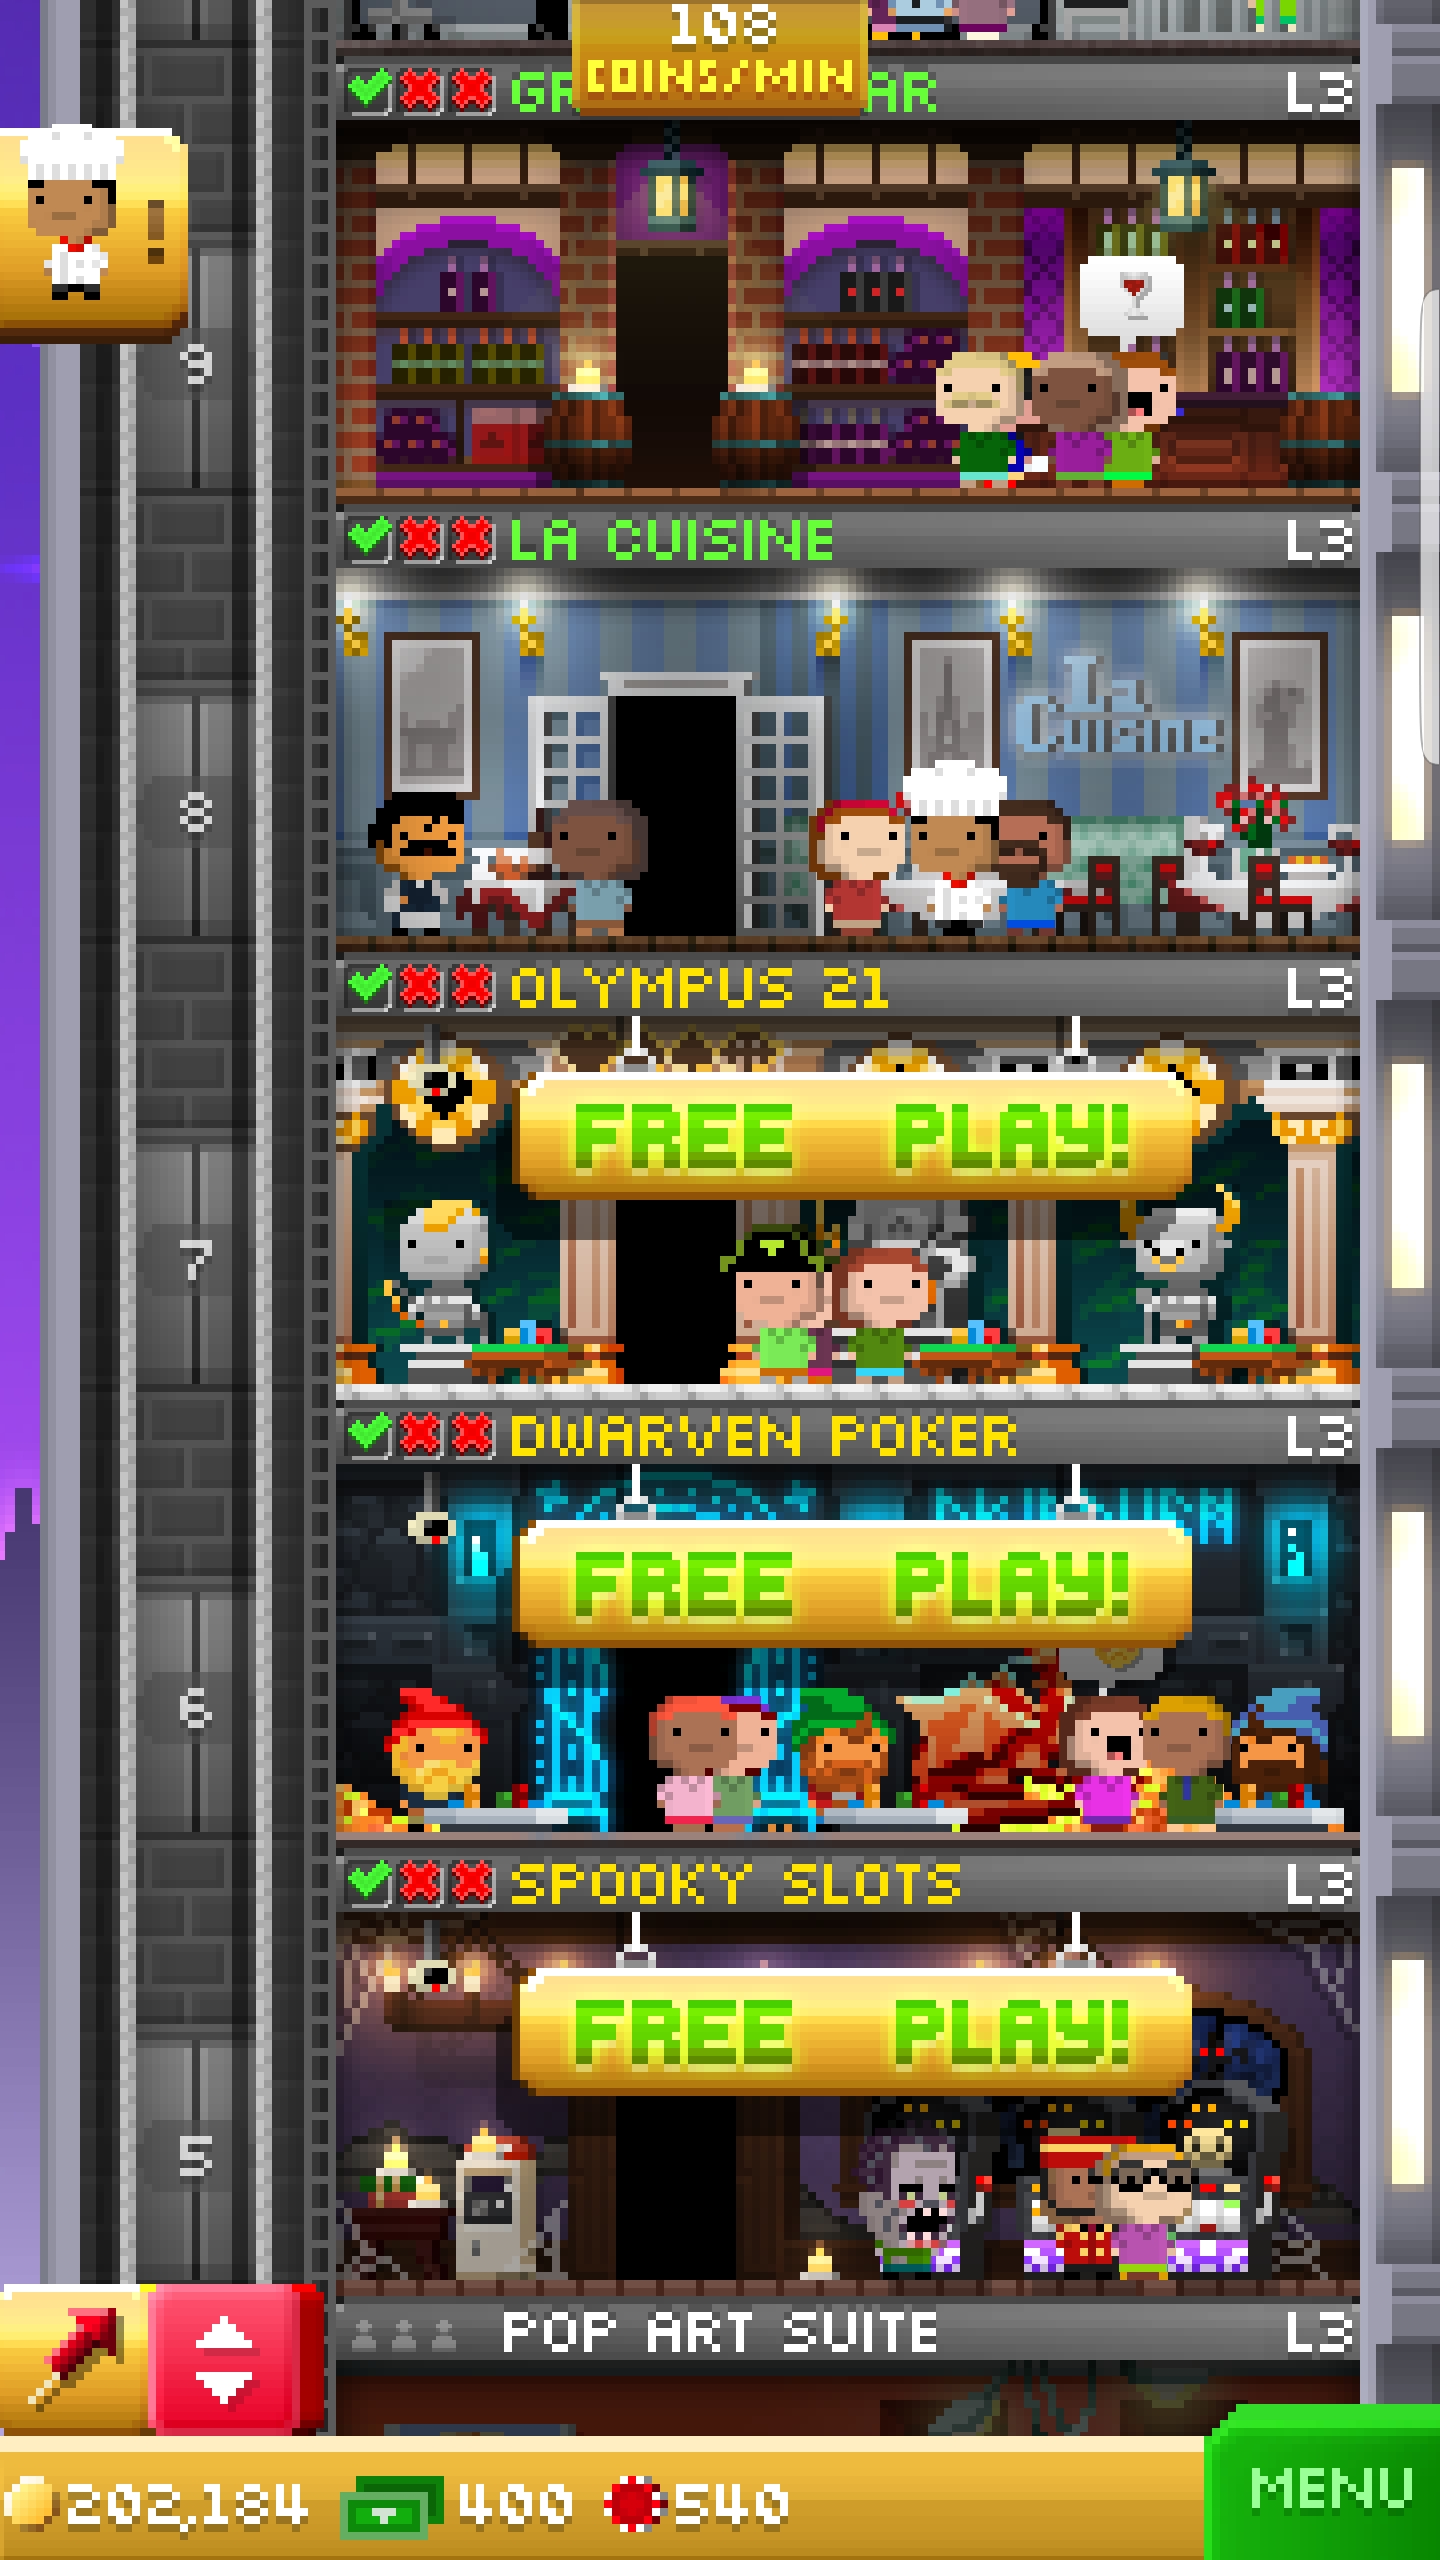 108
COINS/MIN
GR AR L3
9
LA CUISINE L3
La
Cuisine
8
OLYMPUS 21 L3
FREE PLAY!
7
DWARVEN POKER L3
FREE PLAY!
6
SPOOKY SLOTS L3
FREE PLAY!
5
POP ART SUITE L3
202,184 400 540
MENU